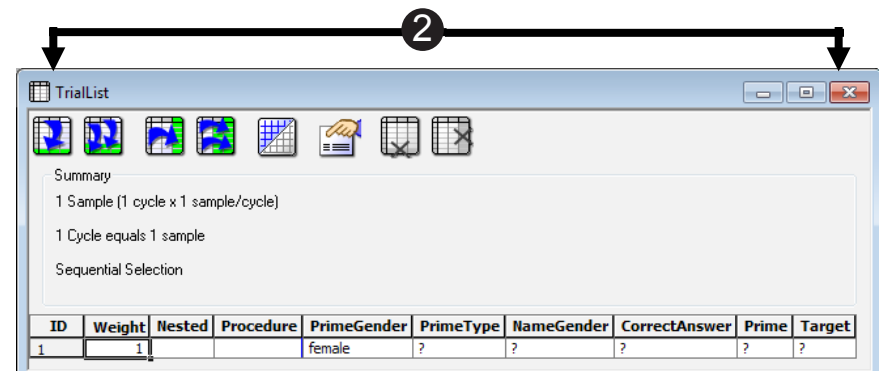 2
TrialList
Summary
1 Sample (1 cycle x 1 sample/cycle)
1 Cycle equals 1 sample
Sequential Selection
ID Weight Nested Procedure PrimeGender PrimeType NameGender CorrectAnswer Prime Target
1 1 female ? ? ? ? ?